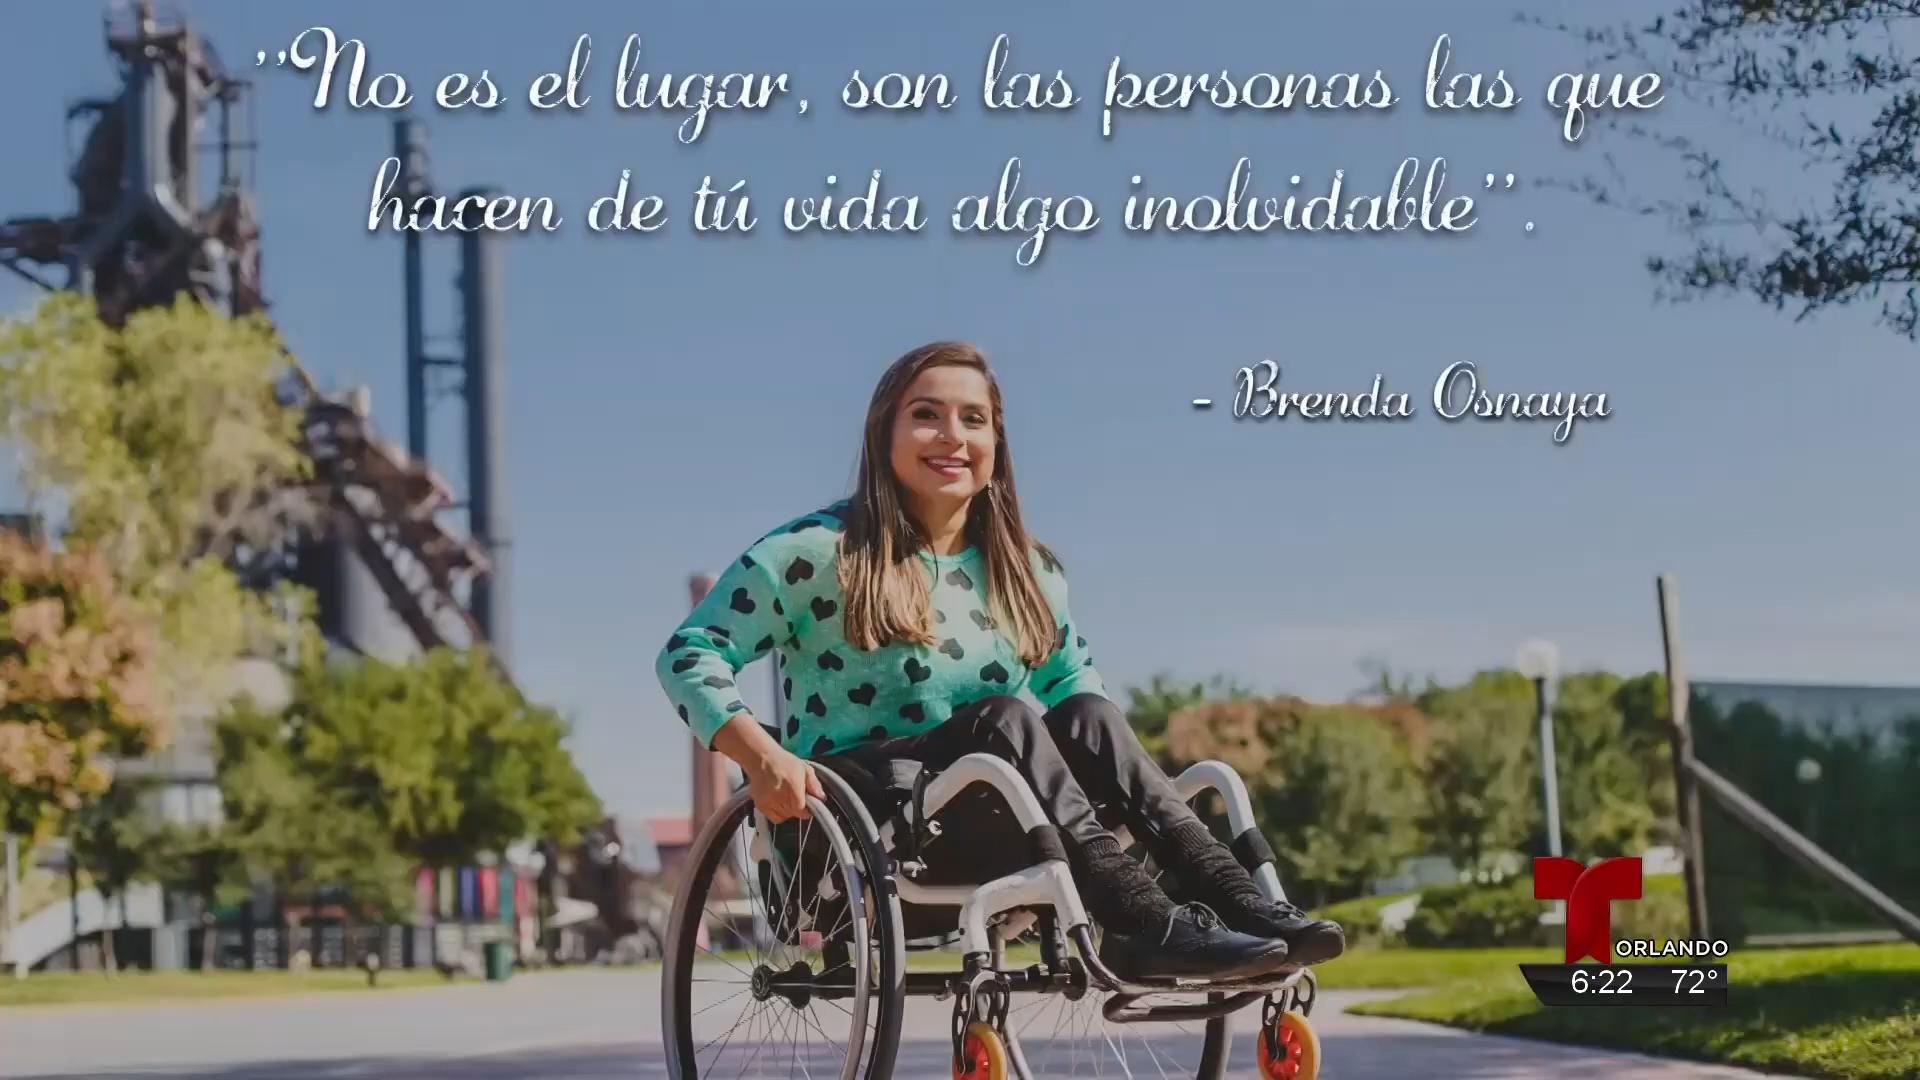 "No es el lugar, son las personas las que
hacen de tú vida algo inolvidable".
- Brenda Osnaya
ORLANDO
6:22 72°